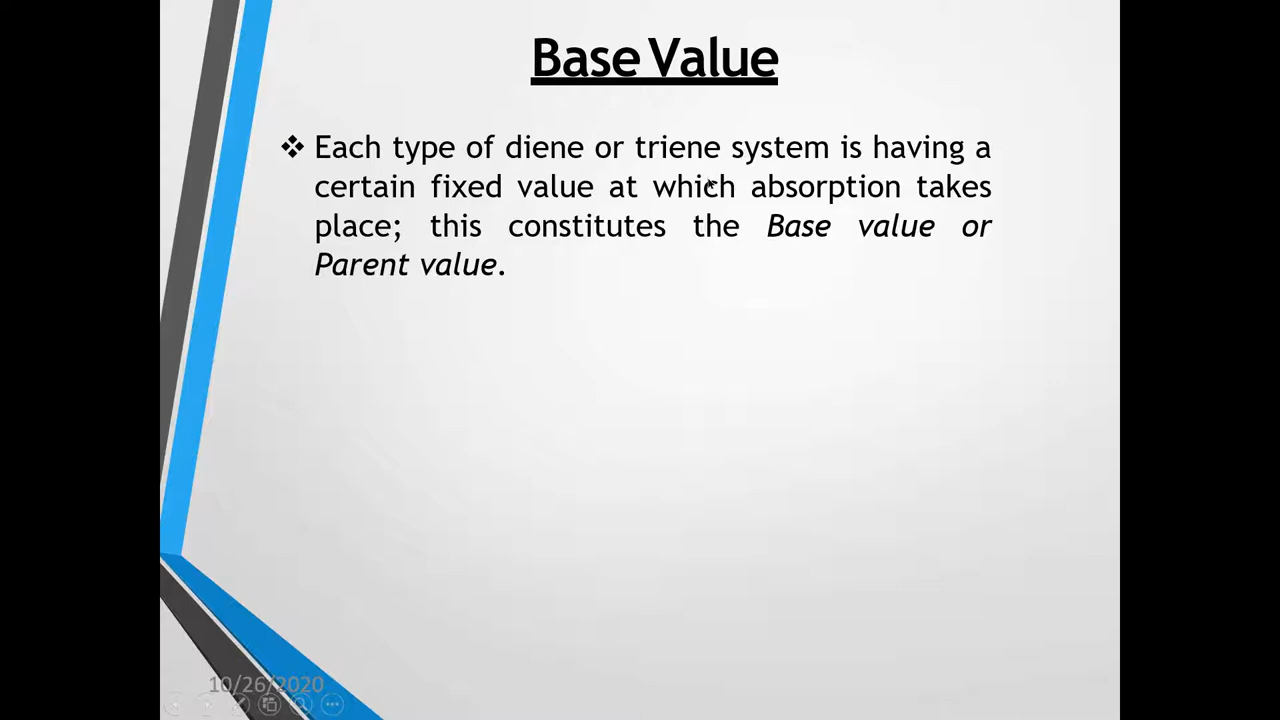 Base Value
❖ Each type of diene or triene system is having a
certain fixed value at which absorption takes
place; this constitutes the Base value or
Parent value.
10/26/2020